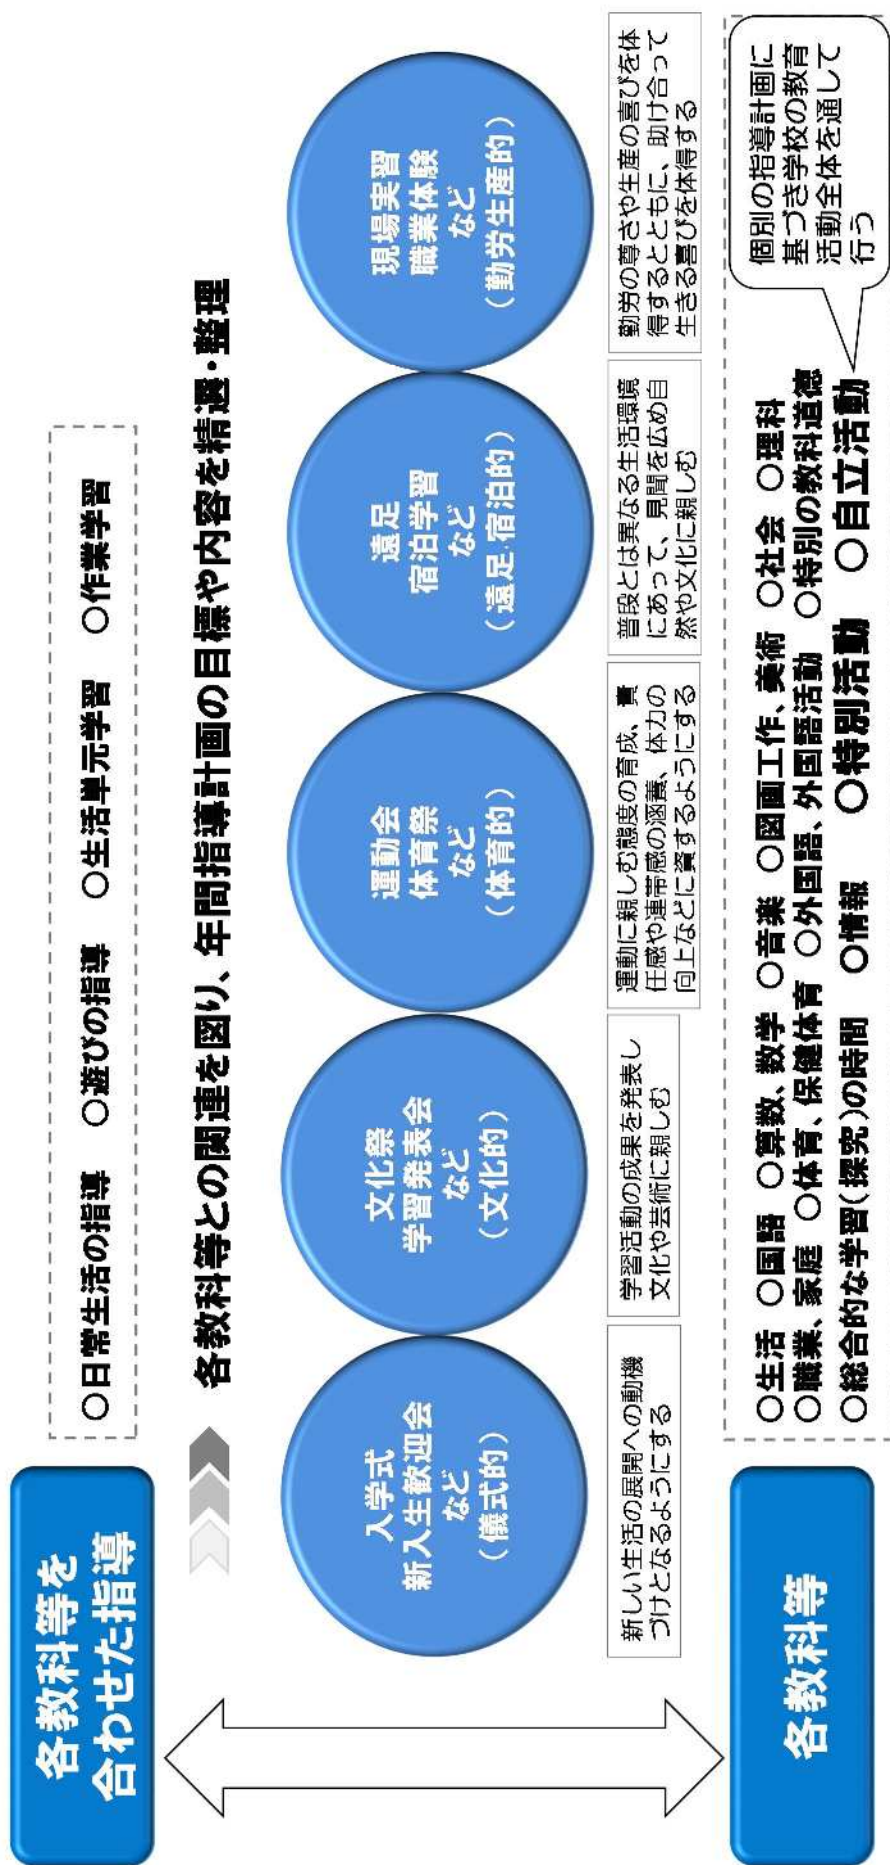 各教科等を
合わせた指導
○日常生活の指導　○遊びの指導　○生活単元学習　○作業学習
各教科等との関連を図り、年間指導計画の目標や内容を精選・整理
入学式
新入生歓迎会
など
（儀式的）
文化祭
学習発表会
など
（文化的）
運動会
体育祭
など
（体育的）
遠足
宿泊学習
など
（遠足・宿泊的）
現場実習
職業体験
など
（勤労生産的）
新しい生活の展開への動機
づけとなるようにする
学習活動の成果を発表し
文化や芸術に親しむ
運動に親しむ態度の育成、責
任感や連帯感の涵養、体力の
向上などに資するようにする
普段とは異なる生活環境
にあって、見聞を広め自
然や文化に親しむ
勤労の尊さや生産の喜びを体
得するとともに、助け合って
生きる喜びを体得する
各教科等
○生活 ○国語 ○算数、数学 ○音楽 ○図画工作、美術 ○社会 ○理科
○職業、家庭 ○体育、保健体育 ○外国語、外国語活動 ○特別の教科道徳
○総合的な学習（探究）の時間　○情報　○特別活動　○自立活動
個別の指導計画に
基づき学校の教育
活動全体を通して
行う